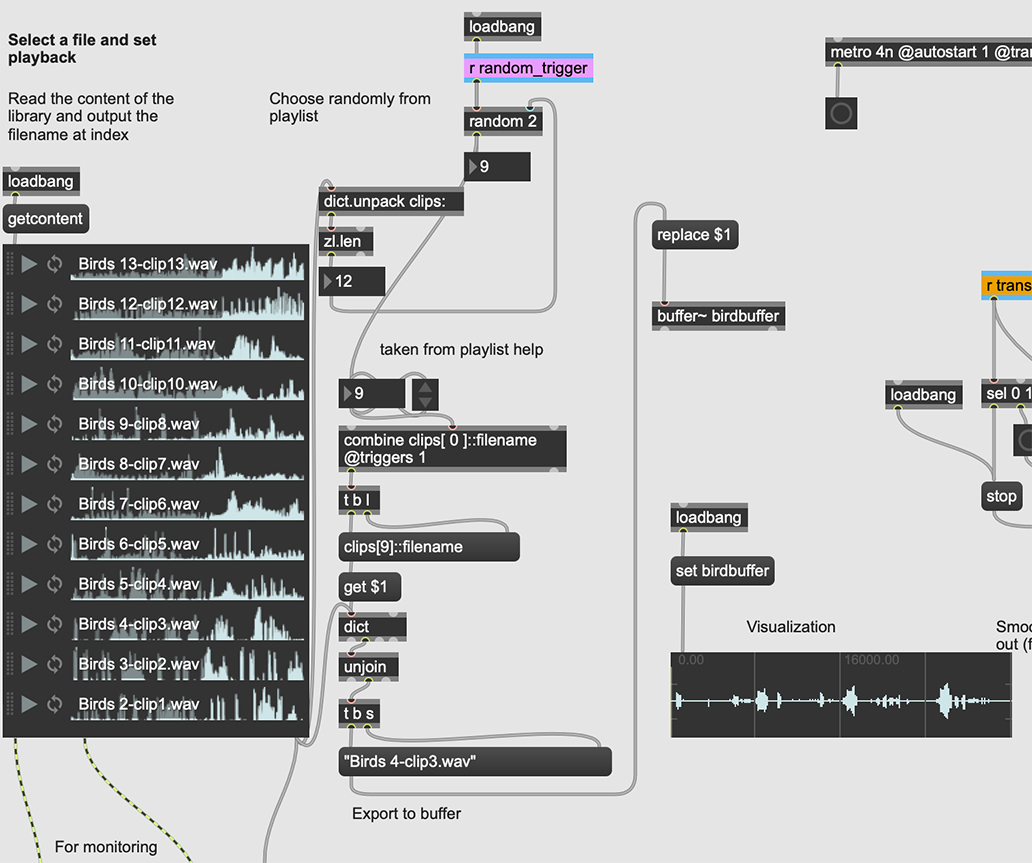 Select a file and set
playback
Read the content of the
library and output the
filename at index
loadbang
getcontent
Birds 13-clip13.wav
Birds 12-clip12.wav
Birds 11-clip11.wav
Birds 10-clip10.wav
Birds 9-clip8.wav
Birds 8-clip7.wav
Birds 7-clip6.wav
Birds 6-clip5.wav
Birds 5-clip4.wav
Birds 4-clip3.wav
Birds 3-clip2.wav
Birds 2-clip1.wav
For monitoring
Choose randomly from
playlist
loadbang
r random_trigger
random 2
9
dict.unpack clips:
zl.len
12
taken from playlist help
9
combine clips[ 0 ]::filename
@triggers 1
t b l
clips[9]::filename
get $1
dict
unjoin
t b s
"Birds 4-clip3.wav"
Export to buffer
replace $1
buffer~ birdbuffer
loadbang
set birdbuffer
Visualization
0.00
16000.00
metro 4n @autostart 1 @tra
r trans
loadbang
sel 0 1
stop
Smoo
out (f